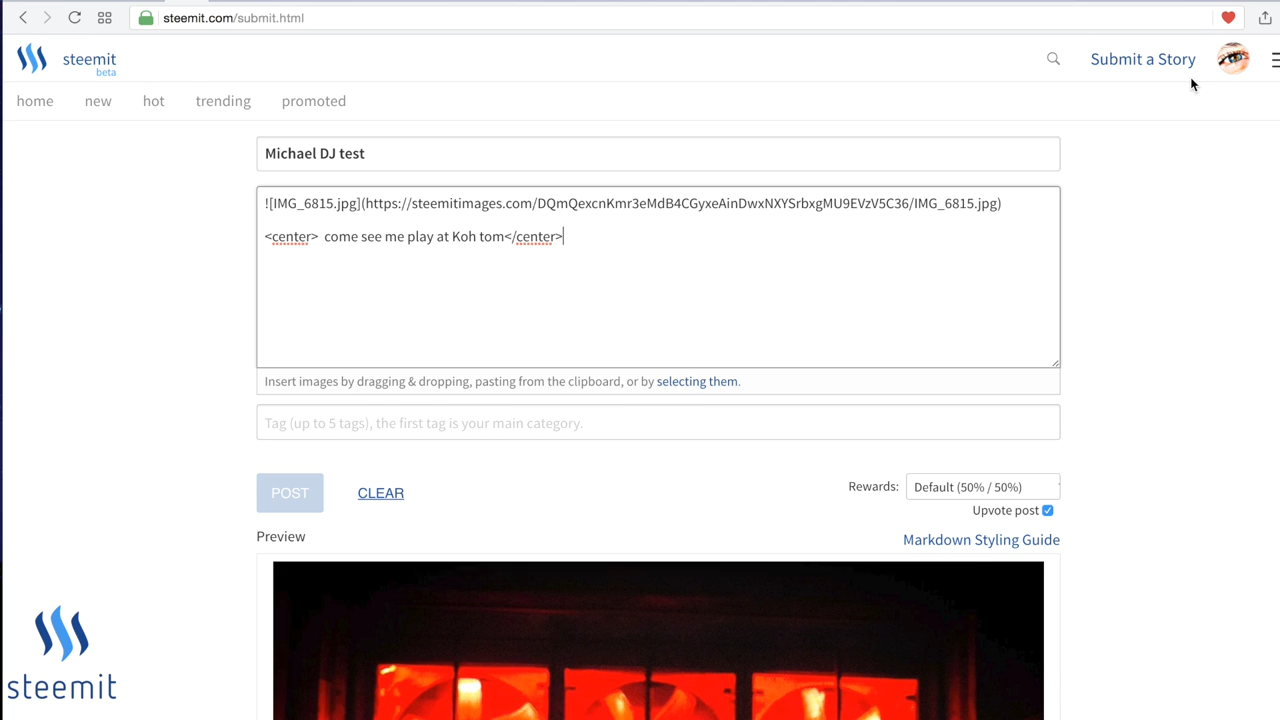 steemit.com/submit.html
steemit
beta
Submit a Story
home new hot trending promoted
Michael DJ test
![IMG_6815.jpg](https://steemitimages.com/DQmQexcnKmr3eMdB4CGyxeAinDwxNXYSrbxgMU9EVzV5C36/IMG_6815.jpg)
<center>  come see me play at Koh tom</center>
Insert images by dragging & dropping, pasting from the clipboard, or by selecting them.
Tag (up to 5 tags), the first tag is your main category.
POST CLEAR
Rewards: Default (50% / 50%)
Upvote post
Preview
Markdown Styling Guide
steemit